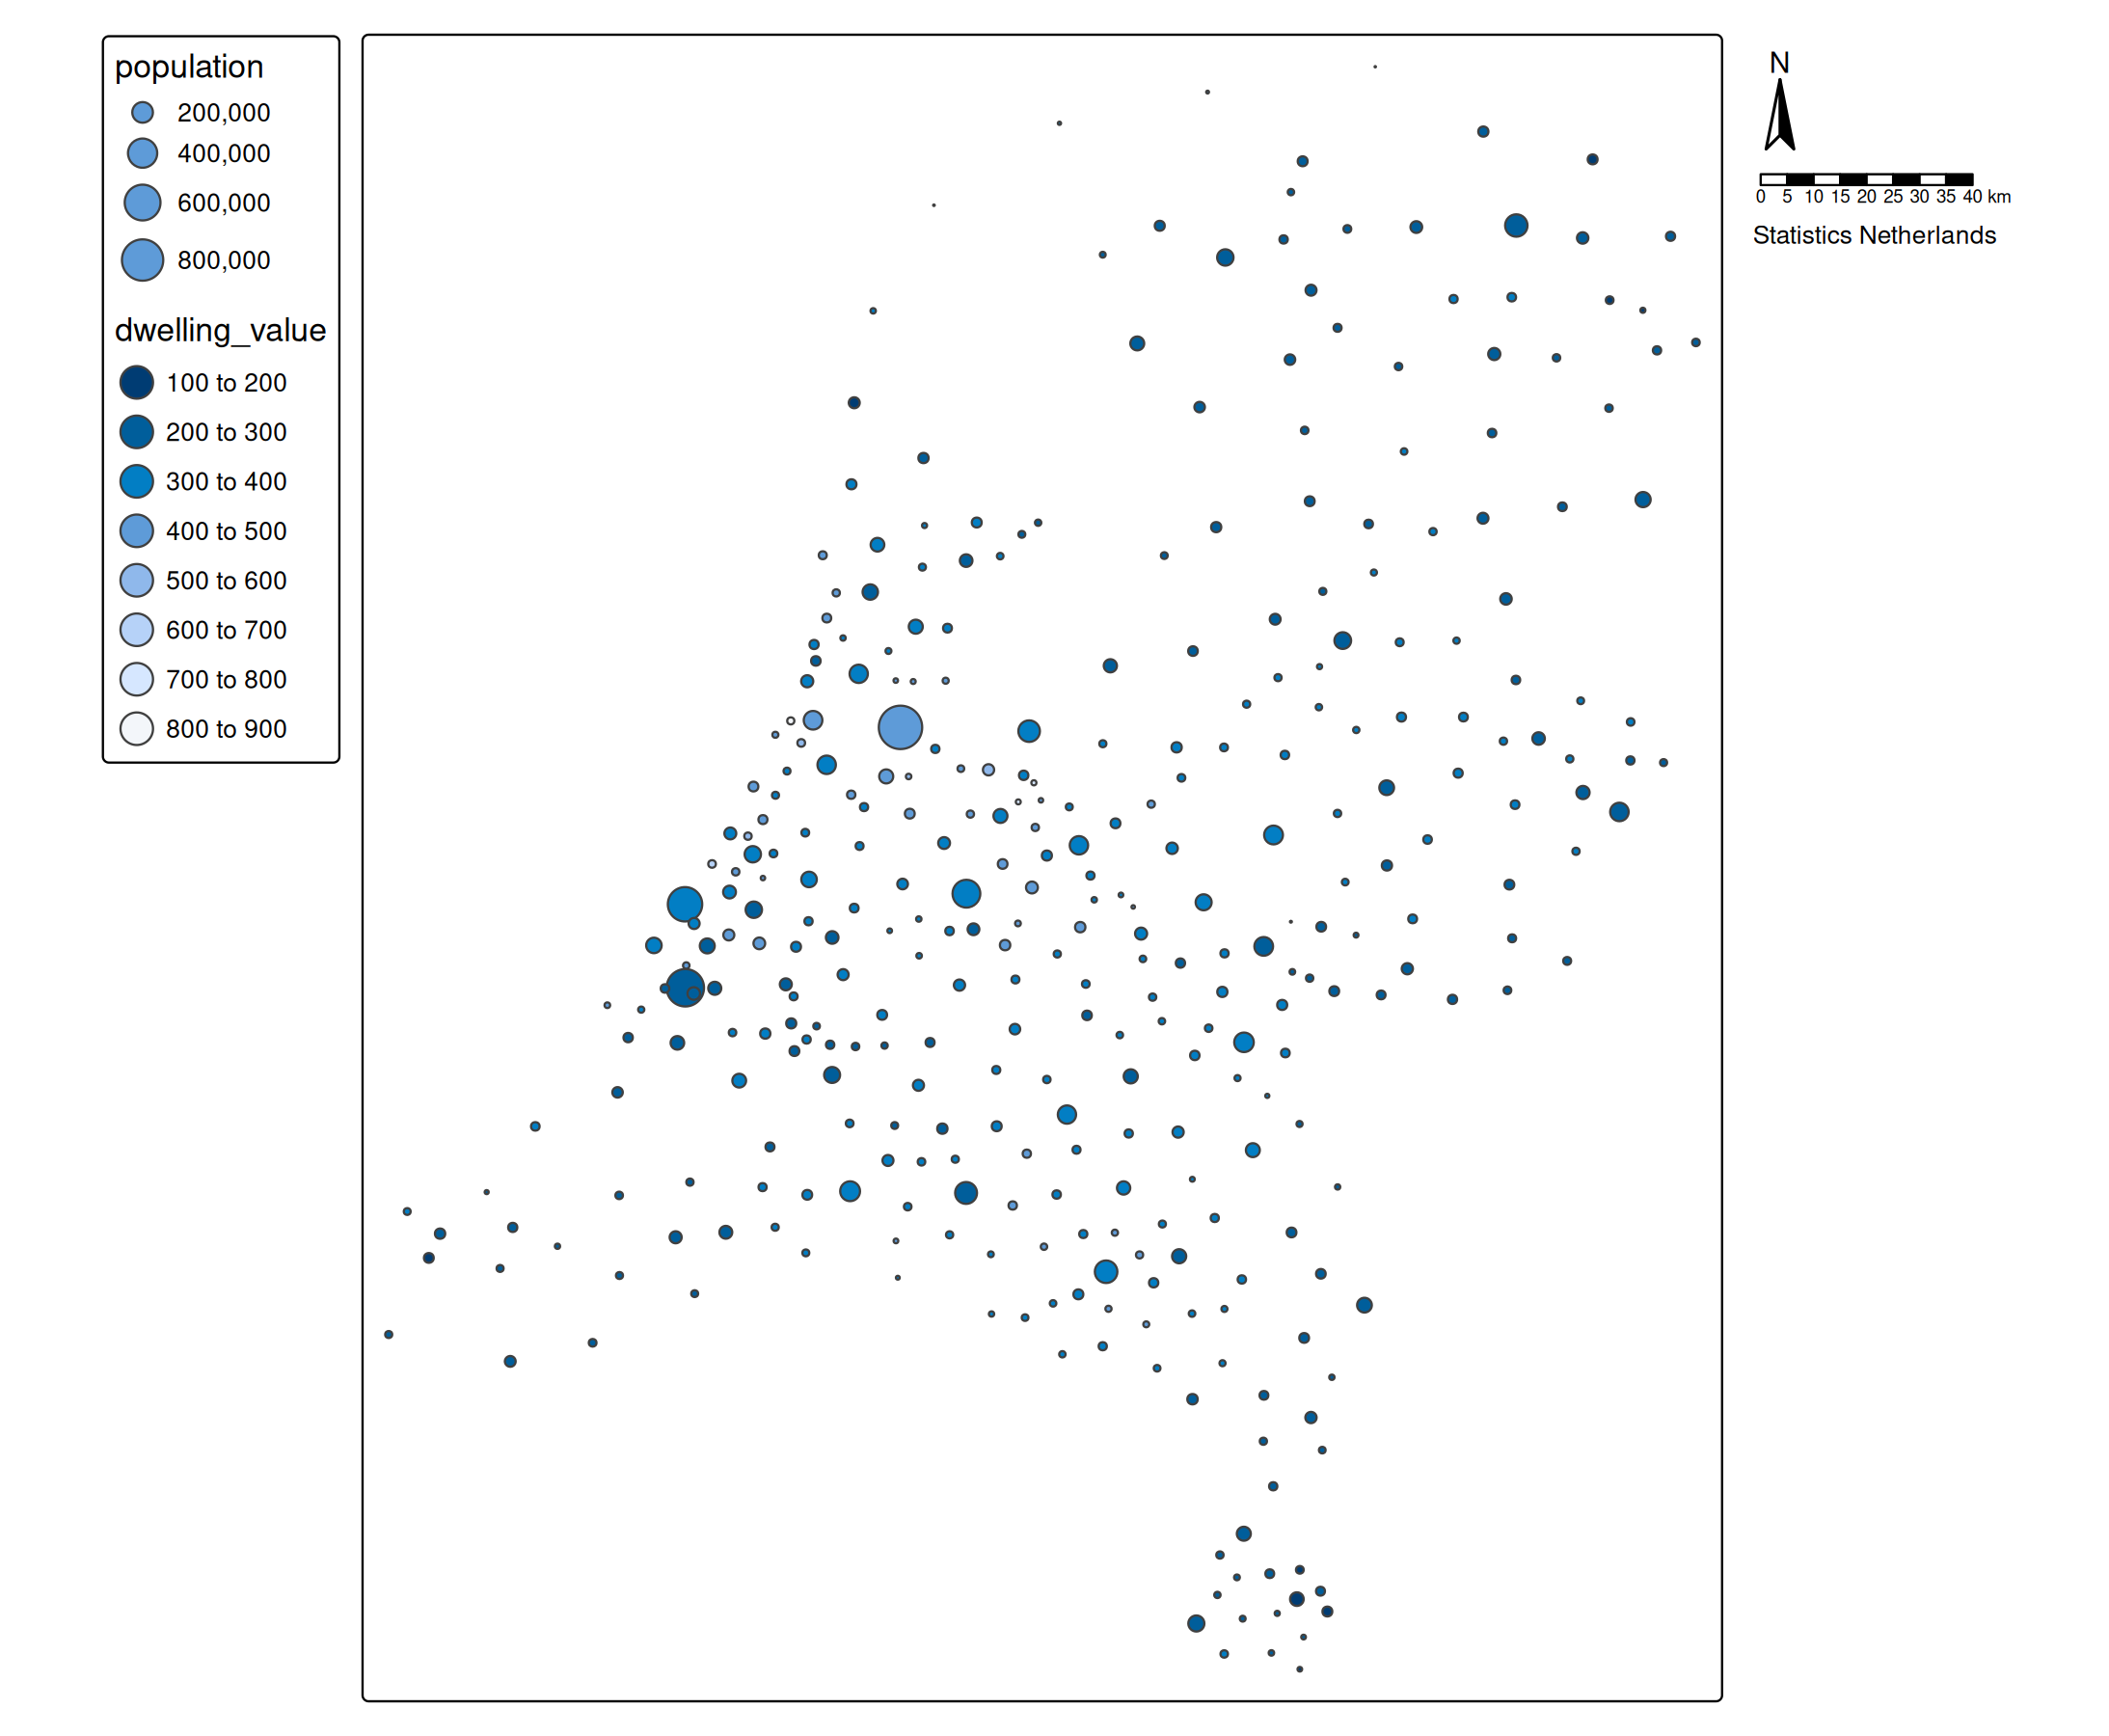 population
200,000
400,000
600,000
800,000
dwelling_value
100 to 200
200 to 300
300 to 400
400 to 500
500 to 600
600 to 700
700 to 800
800 to 900
N
0 5 10 15 20 25 30 35 40 km
Statistics Netherlands